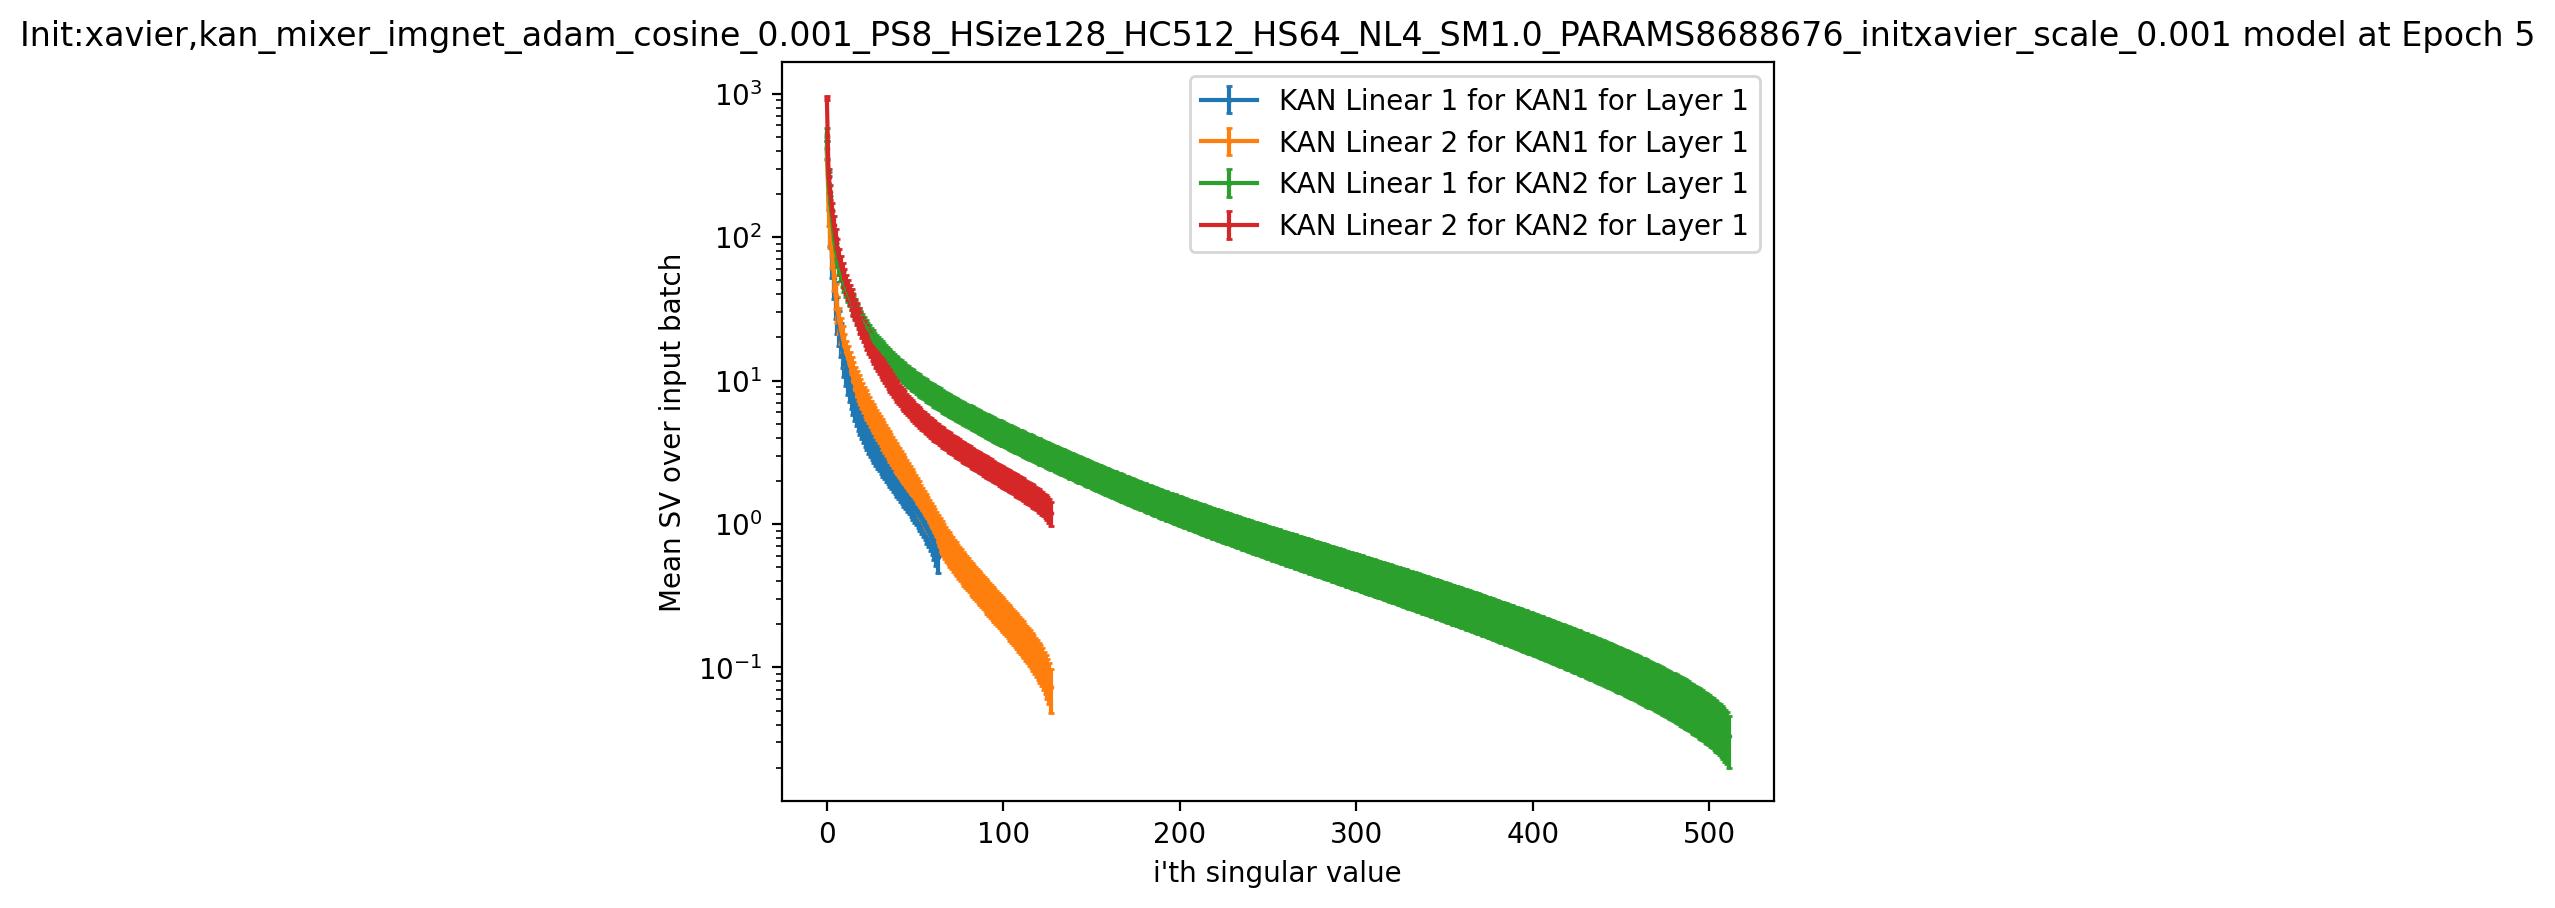 Init:xavier,kan_mixer_imgnet_adam_cosine_0.001_PS8_HSize128_HC512_HS64_NL4_SM1.0_PARAMS8688676_initxavier_scale_0.001 model at Epoch 5
KAN Linear 1 for KAN1 for Layer 1
KAN Linear 2 for KAN1 for Layer 1
KAN Linear 1 for KAN2 for Layer 1
KAN Linear 2 for KAN2 for Layer 1
Mean SV over input batch
10³
10²
10¹
10⁰
10⁻¹
0 100 200 300 400 500
i'th singular value